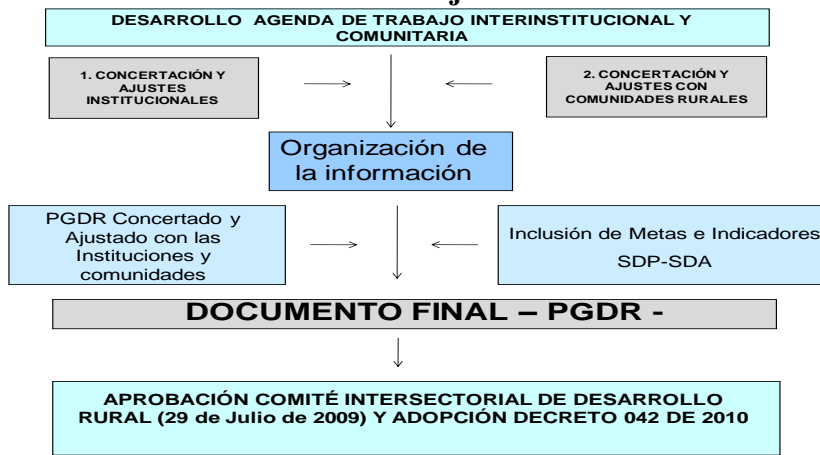 DESARROLLO AGENDA DE TRABAJO INTERINSTITUCIONAL Y
COMUNITARIA
1. CONCERTACIÓN Y
AJUSTES
INSTITUCIONALES
2. CONCERTACIÓN Y
AJUSTES CON
COMUNIDADES RURALES
Organización de
la información
PGDR Concertado y
Ajustado con las
Instituciones y
comunidades
Inclusión de Metas e Indicadores
SDP-SDA
DOCUMENTO FINAL – PGDR -
APROBACIÓN COMITÉ INTERSECTORIAL DE DESARROLLO
RURAL (29 de Julio de 2009) Y ADOPCIÓN DECRETO 042 DE 2010